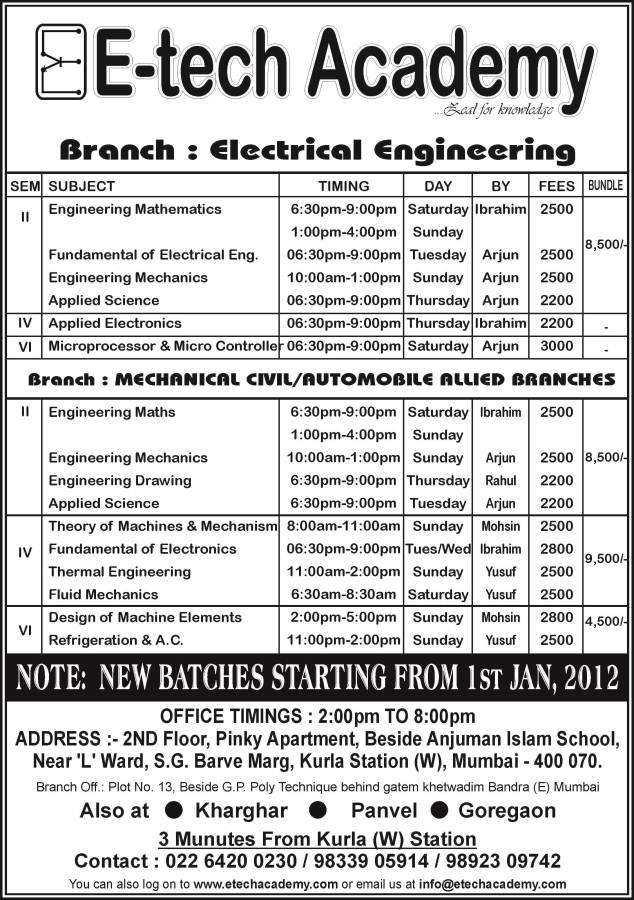 E-tech Academy
...Zeal for knowledge
Branch : Electrical Engineering
SEM SUBJECT TIMING DAY BY FEES BUNDLE
II Engineering Mathematics 6:30pm-9:00pm Saturday Ibrahim 2500
1:00pm-4:00pm Sunday
8,500/-
Fundamental of Electrical Eng. 06:30pm-9:00pm Tuesday Arjun 2500
Engineering Mechanics 10:00am-1:00pm Sunday Arjun 2500
Applied Science 06:30pm-9:00pm Thursday Arjun 2200
IV Applied Electronics 06:30pm-9:00pm Thursday Ibrahim 2200 -
VI Microprocessor & Micro Controller 06:30pm-9:00pm Saturday Arjun 3000 -
Branch : MECHANICAL CIVIL/AUTOMOBILE ALLIED BRANCHES
II Engineering Maths 6:30pm-9:00pm Saturday Ibrahim 2500
1:00pm-4:00pm Sunday
Engineering Mechanics 10:00am-1:00pm Sunday Arjun 2500 8,500/-
Engineering Drawing 6:30pm-9:00pm Thursday Rahul 2200
Applied Science 6:30pm-9:00pm Tuesday Arjun 2200
Theory of Machines & Mechanism 8:00am-11:00am Sunday Mohsin 2500
IV Fundamental of Electronics 06:30pm-9:00pm Tues/Wed Ibrahim 2800
9,500/-
Thermal Engineering 11:00am-2:00pm Sunday Yusuf 2500
Fluid Mechanics 6:30am-8:30am Saturday Yusuf 2500
VI Design of Machine Elements 2:00pm-5:00pm Sunday Mohsin 2800 4,500/-
Refrigeration & A.C. 11:00pm-2:00pm Sunday Yusuf 2500
NOTE: NEW BATCHES STARTING FROM 1ST JAN, 2012
OFFICE TIMINGS : 2:00pm TO 8:00pm
ADDRESS :- 2ND Floor, Pinky Apartment, Beside Anjuman Islam School,
Near 'L' Ward, S.G. Barve Marg, Kurla Station (W), Mumbai - 400 070.
Branch Off.: Plot No. 13, Beside G.P. Poly Technique behind gatem khetwadim Bandra (E) Mumbai
Also at ● Kharghar ● Panvel ● Goregaon
3 Munutes From Kurla (W) Station
Contact : 022 6420 0230 / 98339 05914 / 98923 09742
You can also log on to www.etechacademy.com or email us at info@etechacademy.com